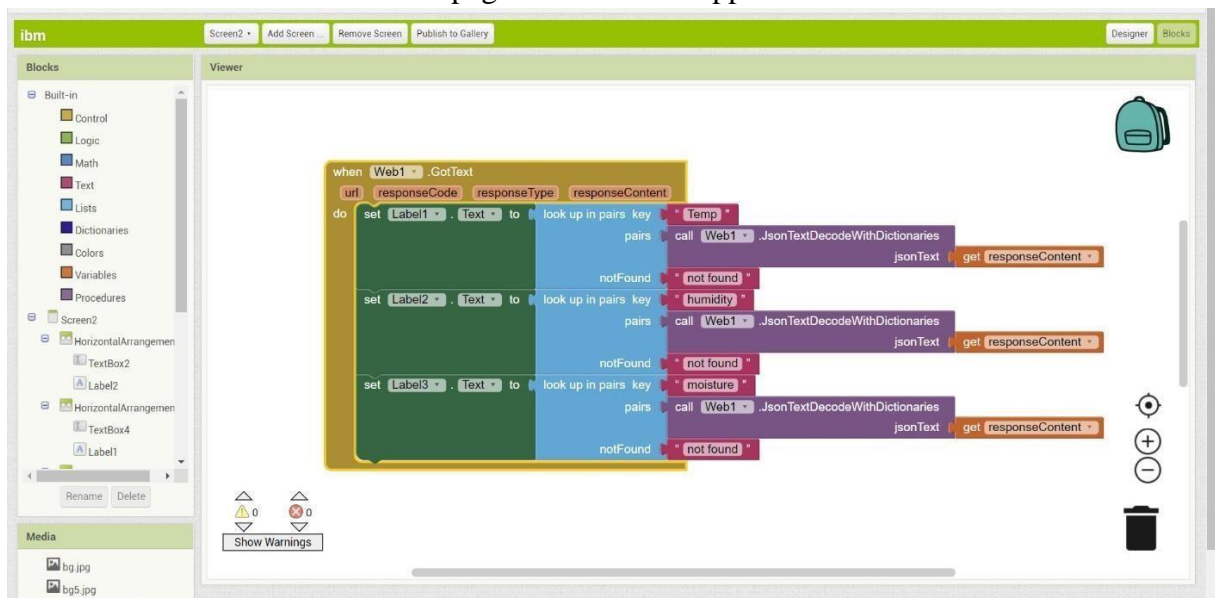 page
app
ibm
Screen2 Add Screen ... Remove Screen Publish to Gallery
Designer Blocks
Blocks
Viewer
Built-in
Control
Logic
Math
Text
Lists
Dictionaries
Colors
Variables
Procedures
Screen2
HorizontalArrangemen
TextBox2
Label2
HorizontalArrangemen
TextBox4
Label1
Rename Delete
Media
bg.jpg
bg5.jpg
when Web1 .GotText
url responseCode responseType responseContent
do set Label1 . Text to look up in pairs key " Temp "
pairs call Web1 .JsonTextDecodeWithDictionaries
jsonText get responseContent
notFound " not found "
set Label2 . Text to look up in pairs key " humidity "
pairs call Web1 .JsonTextDecodeWithDictionaries
jsonText get responseContent
notFound " not found "
set Label3 . Text to look up in pairs key " moisture "
pairs call Web1 .JsonTextDecodeWithDictionaries
jsonText get responseContent
notFound " not found "
0 0
Show Warnings